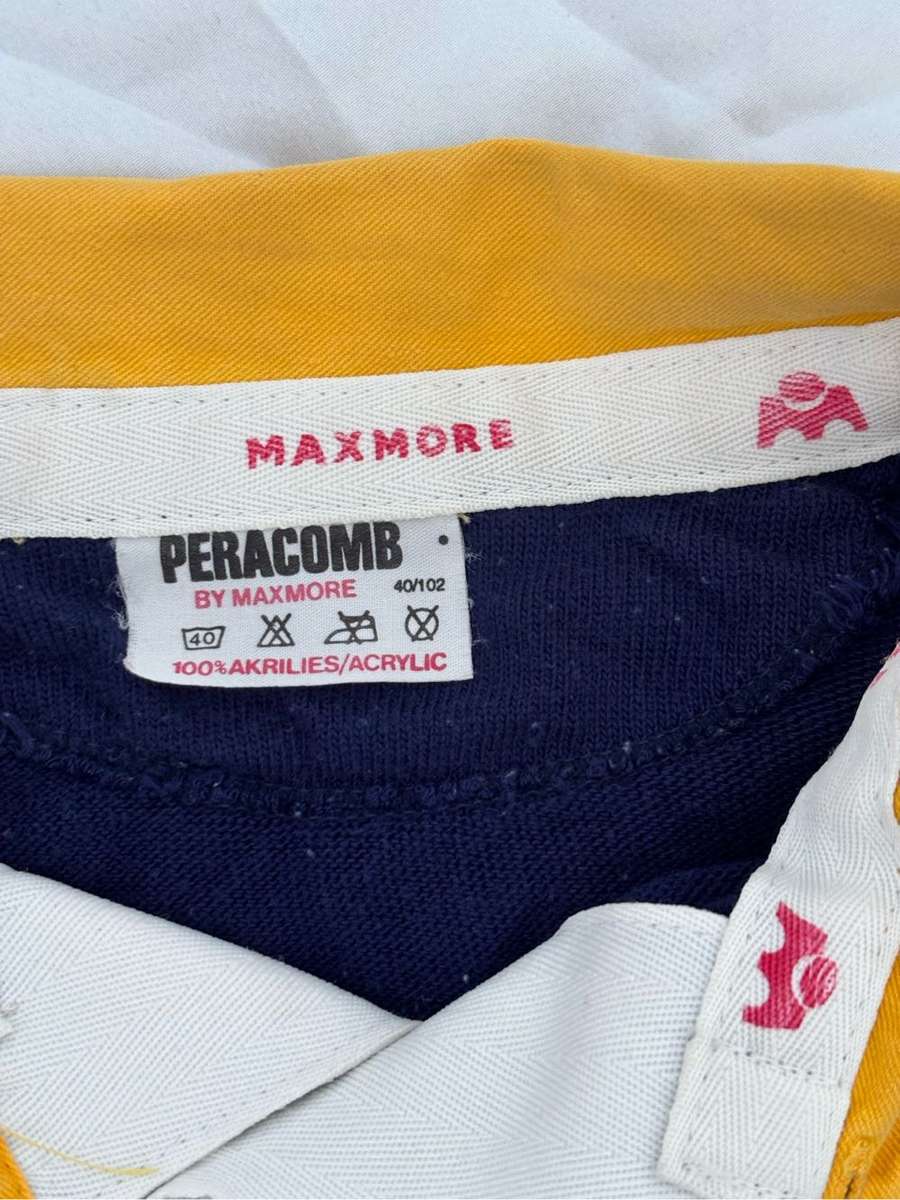 MAXMORE
PERACOMB
BY MAXMORE 40/102
40
100% AKRILIES/ACRYLIC